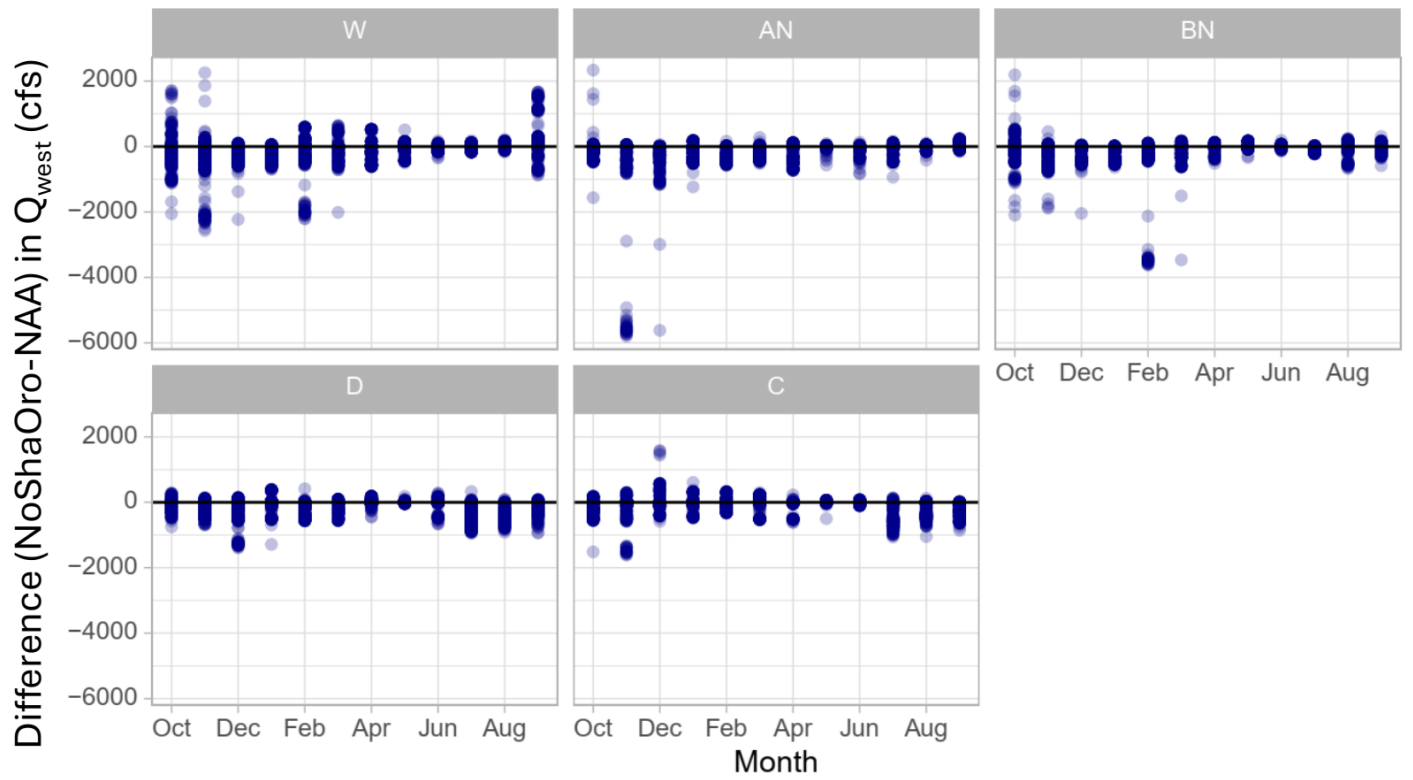 W AN BN
Difference (NoShaOro-NAA) in Qwest (cfs)
2000
0
−2000
−4000
−6000
Oct Dec Feb Apr Jun Aug
D C
2000
0
−2000
−4000
−6000
Oct Dec Feb Apr Jun Aug Oct Dec Feb Apr Jun Aug
Month